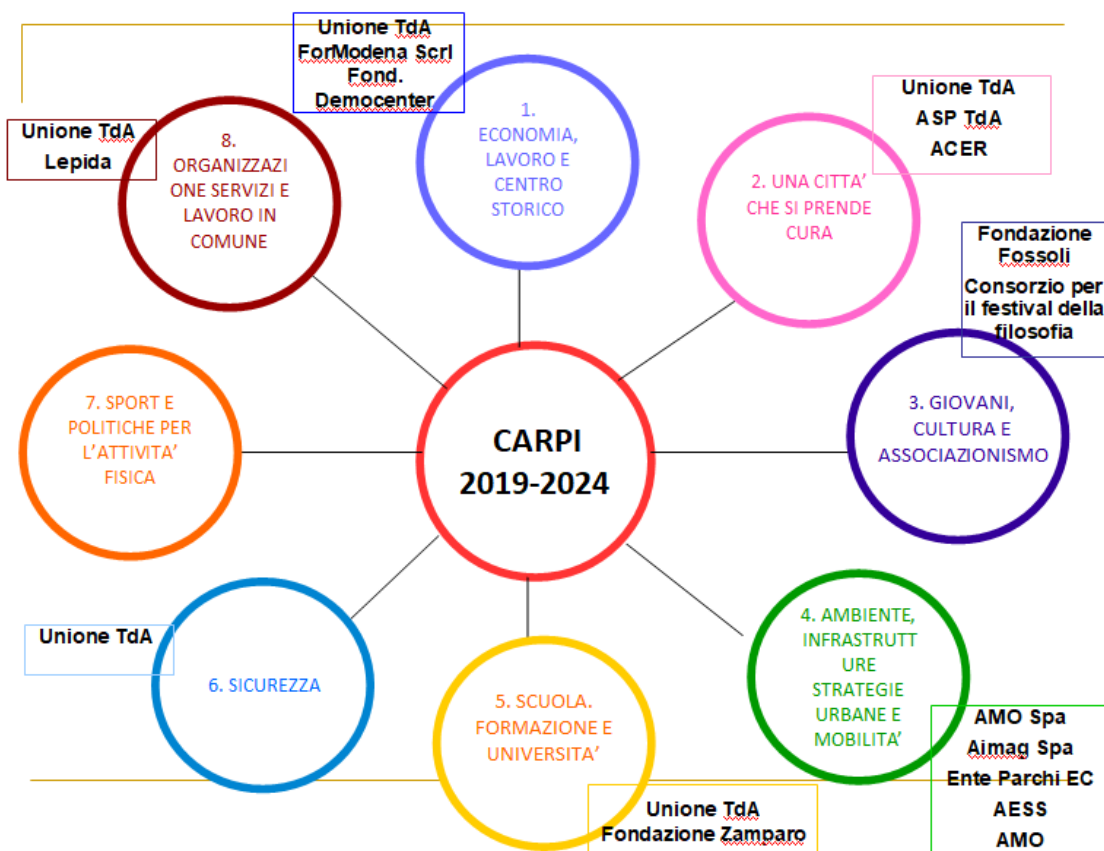 Unione TdA
ForModena Scrl
Fond.
Democenter
1.
ECONOMIA,
LAVORO E
CENTRO
STORICO
Unione TdA
ASP TdA
ACER
2. UNA CITTA'
CHE SI PRENDE
CURA
Fondazione
Fossoli
Consorzio per
il festival della
filosofia
3. GIOVANI,
CULTURA E
ASSOCIAZIONISMO
4. AMBIENTE,
INFRASTRUTT
URE
STRATEGIE
URBANE E
MOBILITA'
AMO Spa
Aimag Spa
Ente Parchi EC
AESS
AMO
5. SCUOLA.
FORMAZIONE E
UNIVERSITA'
Unione TdA
Fondazione Zamparo
Unione TdA
6. SICUREZZA
7. SPORT E
POLITICHE PER
L'ATTIVITA'
FISICA
Unione TdA
Lepida
8.
ORGANIZZAZI
ONE SERVIZI E
LAVORO IN
COMUNE
CARPI
2019-2024